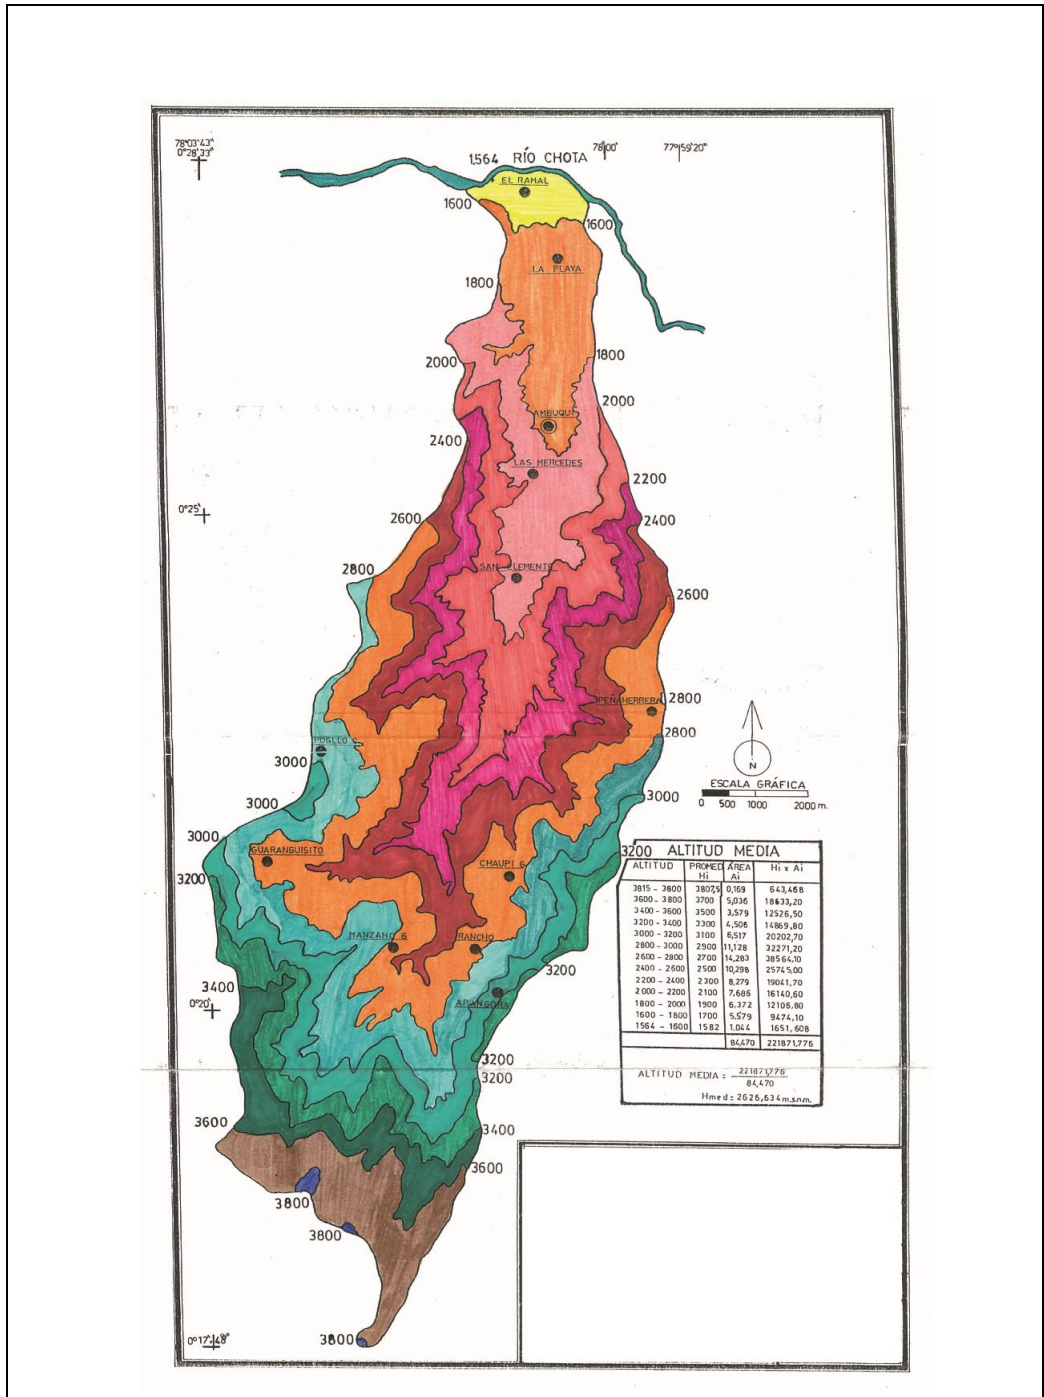 78°03'43"
0°28'33"
1.564 RÍO CHOTA
78°00'
77°59'20"
EL RAMAL
1600
1600
LA PLAYA
1800
1800
2000
2000
AMBUQUI
2400
LAS MERCEDES
2200
0°25'
2400
2600
SAN CLEMENTE
2800
2600
PEÑAHERRERA
2800
2800
POGLLO
3000
N
ESCALA GRÁFICA
0 500 1000 2000 m.
3000
3000
3000
GUARANGUISITO
3200
CHAUPI G.
3200
ALTITUD MEDIA
ALTITUD PROMED Hi ÁREA Ai Hi x Ai
3815 - 3800 3807,5 0,169 643,468
3600 - 3800 3700 5,036 18633,20
3400 - 3600 3500 3,579 12526,50
3200 - 3400 3300 4,506 14869,80
3000 - 3200 3100 6,517 20202,70
2800 - 3000 2900 11,128 32271,20
2600 - 2800 2700 14,283 38564,10
2400 - 2600 2500 10,298 25745,00
2200 - 2400 2300 8,279 19041,70
2000 - 2200 2100 7,686 16140,60
1800 - 2000 1900 6,372 12106,80
1600 - 1800 1700 5,579 9474,10
1564 - 1600 1582 1.044 1651,608
84,470 221871,776
ALTITUD MEDIA = 221871,776
84,470
Hmed = 2626,634 m.s.n.m.
MANZANO G
RANCHO
3200
3400
APANGORA
0°20'
3200
3200
3600
3400
3600
3800
3800
0°17'48"
3800